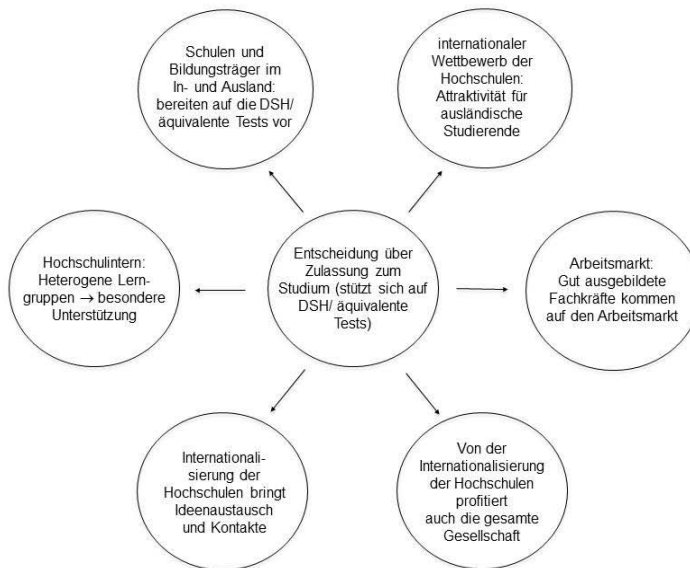 Schulen und
Bildungsträger im
In- und Ausland:
bereiten auf die DSH/
äquivalente Tests vor
internationaler
Wettbewerb der
Hochschulen:
Attraktivität für
ausländische
Studierende
Hochschulintern:
Heterogene Lern-
gruppen → besondere
Unterstützung
Entscheidung über
Zulassung zum
Studium (stützt sich auf
DSH/ äquivalente
Tests)
Arbeitsmarkt:
Gut ausgebildete
Fachkräfte kommen
auf den Arbeitsmarkt
Internationali-
sierung der
Hochschulen bringt
Ideenaustausch
und Kontakte
Von der
Internationalisierung
der Hochschulen
profitiert
auch die gesamte
Gesellschaft